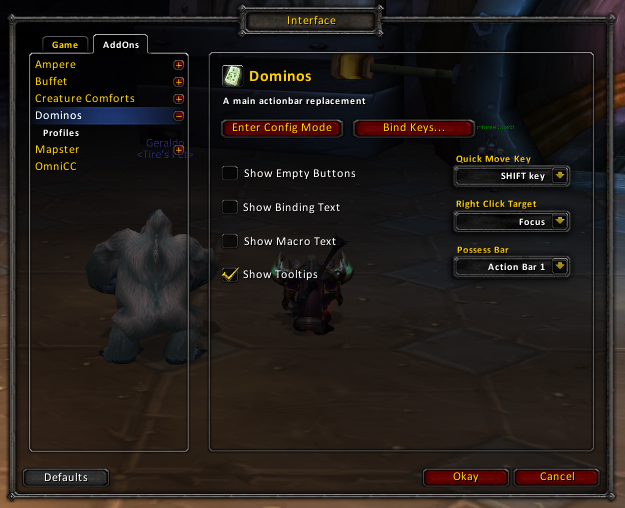 Interface
Game
AddOns
Ampere
Buffet
Creature Comforts
Dominos
Profiles
Mapster
OmniCC
Geraldo
Dominos
A main actionbar replacement
Enter Config Mode
Bind Keys...
Show Empty Buttons
Show Binding Text
Show Macro Text
Show Tooltips
Quick Move Key
SHIFT key
Right Click Target
Focus
Possess Bar
Action Bar 1
Defaults
Okay
Cancel